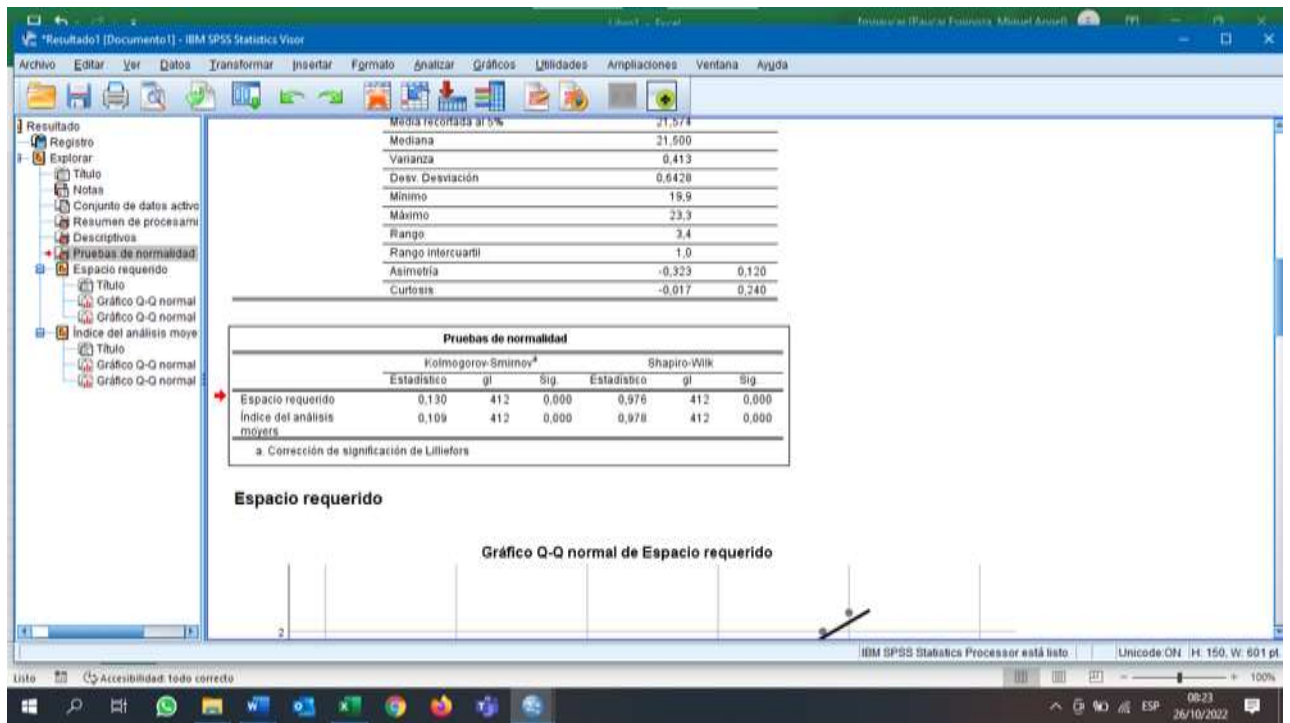 *Resultado1 [Documento1] - IBM SPSS Statistics Visor
Archivo Editar Ver Datos Transformar Insertar Formato Analizar Gráficos Utilidades Ampliaciones Ventana Ayuda
Resultado
Registro
Explorar
Título
Notas
Conjunto de datos activo
Resumen de procesami
Descriptivos
Pruebas de normalidad
Espacio requerido
Título
Gráfico Q-Q normal
Gráfico Q-Q normal
Índice del análisis moye
Título
Gráfico Q-Q normal
Gráfico Q-Q normal
Media recortada al 5% 21,574
Mediana 21,500
Varianza 0,413
Desv. Desviación 0,6428
Mínimo 19,9
Máximo 23,3
Rango 3,4
Rango intercuartil 1,0
Asimetría -0,323 0,120
Curtosis -0,017 0,240
Pruebas de normalidad
Kolmogorov-Smirnovª Shapiro-Wilk
Estadístico gl Sig. Estadístico gl Sig.
Espacio requerido 0,130 412 0,000 0,976 412 0,000
Índice del análisis moyers 0,109 412 0,000 0,978 412 0,000
a. Corrección de significación de Lilliefors
Espacio requerido
Gráfico Q-Q normal de Espacio requerido
2
IBM SPSS Statistics Processor está listo Unicode:ON H: 150, W: 601 pt.
Listo Accesibilidad: todo correcto 100%
ESP 08:23
26/10/2022